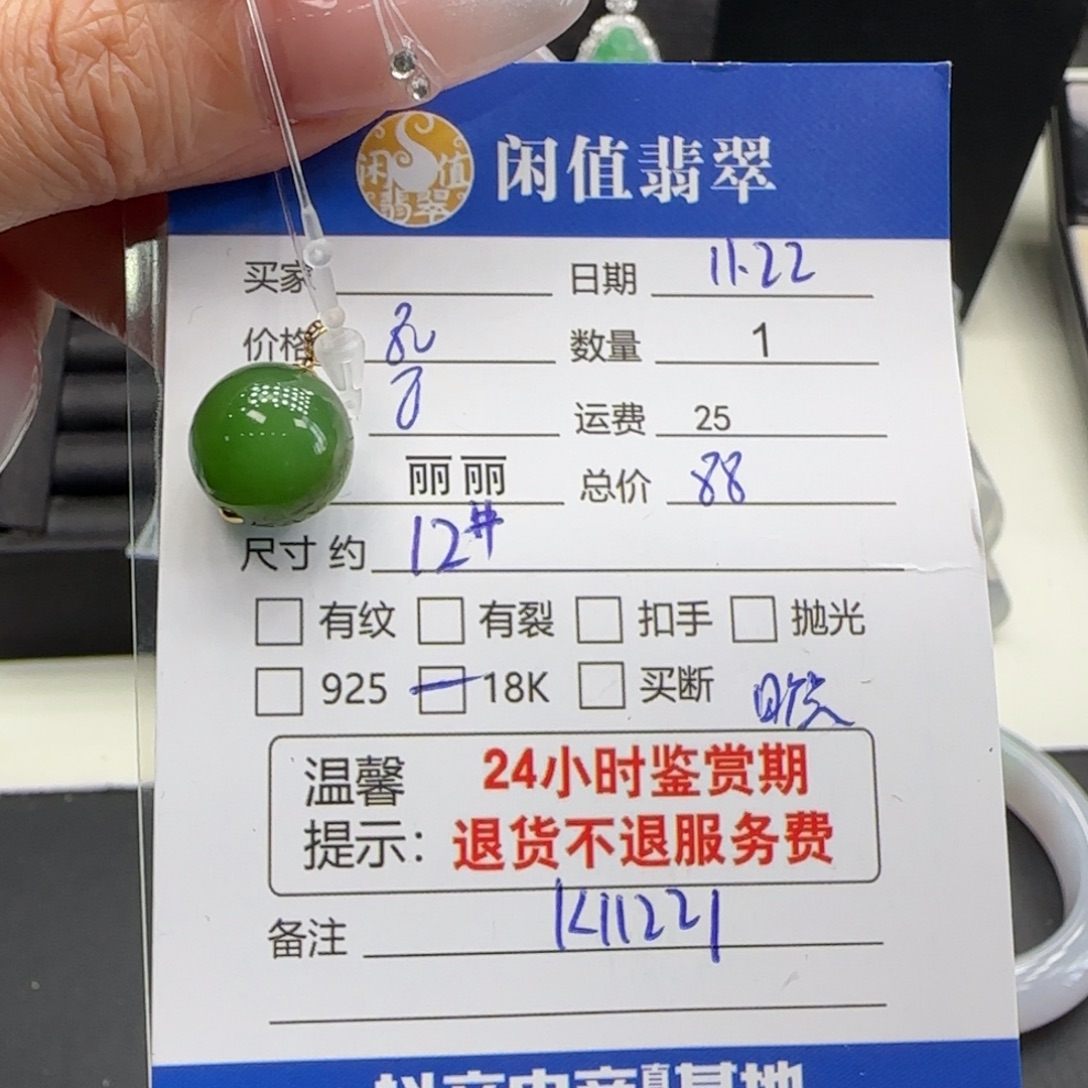 闲值翡翠
闲值翡翠
买家 日期 11.22
价格 数量 1
运费 25
丽丽 总价 88
尺寸 约 12#
有纹 有裂 扣手 抛光
925 18K 买断
温馨 24小时鉴赏期
提示: 退货不退服务费
备注 K11221